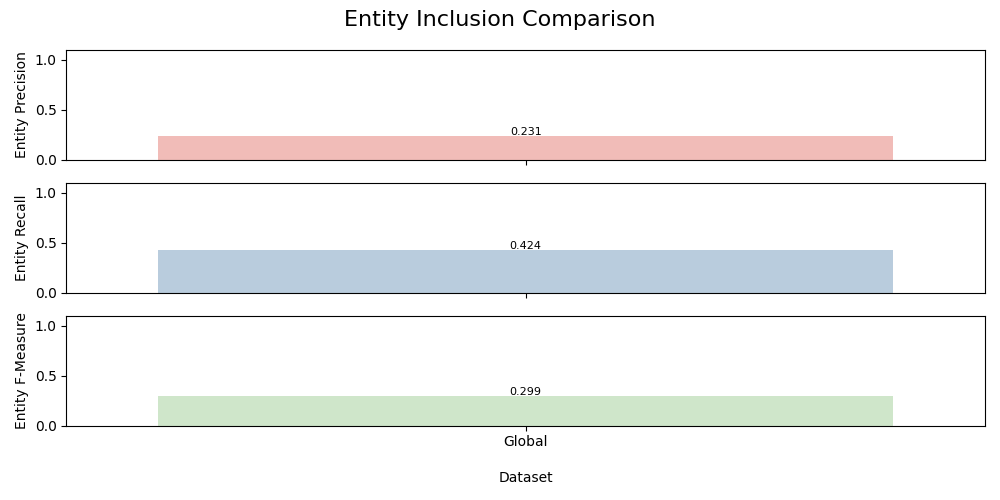 Entity Inclusion Comparison
Entity Precision
1.0
0.5
0.0
0.231
Entity Recall
1.0
0.5
0.0
0.424
Entity F-Measure
1.0
0.5
0.0
0.299
Global
Dataset